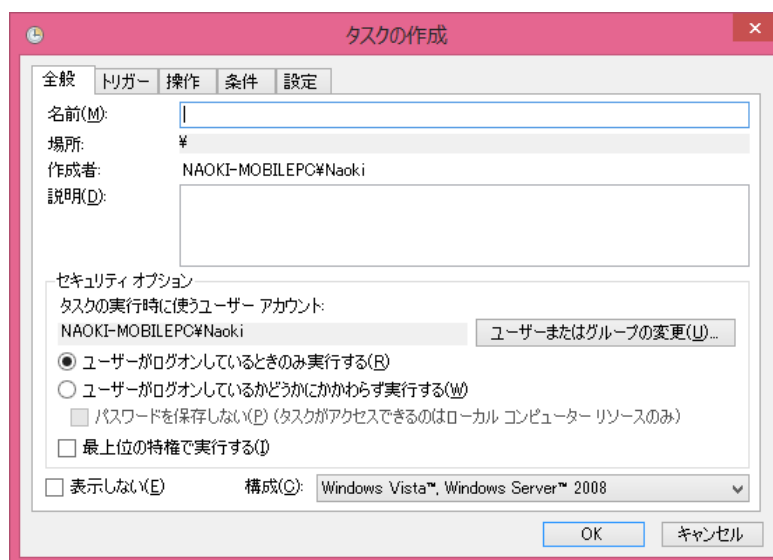 タスクの作成
全般 トリガー 操作 条件 設定
名前(M):
場所: ¥
作成者: NAOKI-MOBILEPC¥Naoki
説明(D):
セキュリティ オプション
タスクの実行時に使うユーザー アカウント:
NAOKI-MOBILEPC¥Naoki ユーザーまたはグループの変更(U)...
ユーザーがログオンしているときのみ実行する(R)
ユーザーがログオンしているかどうかにかかわらず実行する(W)
パスワードを保存しない(P) (タスクがアクセスできるのはローカル コンピューター リソースのみ)
最上位の特権で実行する(I)
表示しない(E) 構成(C): Windows Vista™, Windows Server™ 2008
OK キャンセル